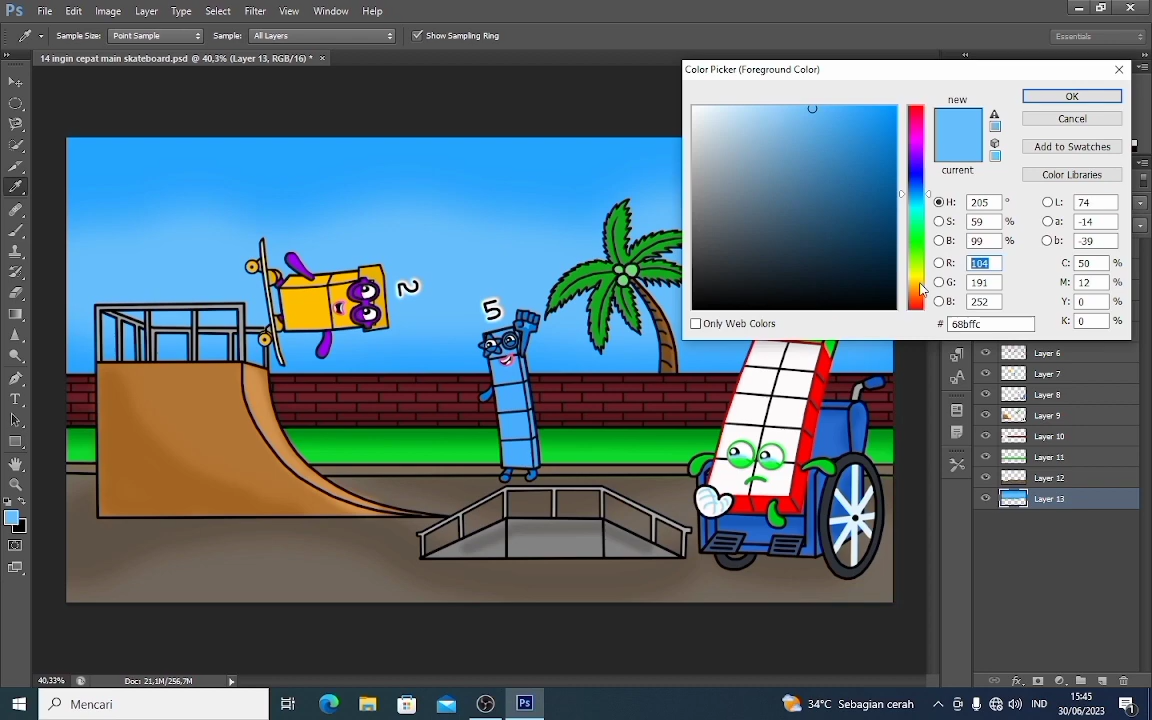 Ps File Edit Image Layer Type Select Filter View Window Help
Sample Size: Point Sample Sample: All Layers Show Sampling Ring Essentials
14 ingin cepat main skateboard.psd @ 40,3% (Layer 13, RGB/16) *
Color Picker (Foreground Color)
new
OK
Cancel
Add to Swatches
current
Color Libraries
H: 205 ° L: 74
S: 59 % a: -14
B: 99 % b: -39
R: 104 C: 50 %
G: 191 M: 12 %
B: 252 Y: 0 %
Only Web Colors # 68bffc K: 0 %
2
5
Layer 6
Layer 7
Layer 8
Layer 9
Layer 10
Layer 11
Layer 12
Layer 13
T
fx
40,33% Doc: 21,1M/256,7M
Mencari
Ps
34°C Sebagian cerah
IND
15:45
30/06/2023
1